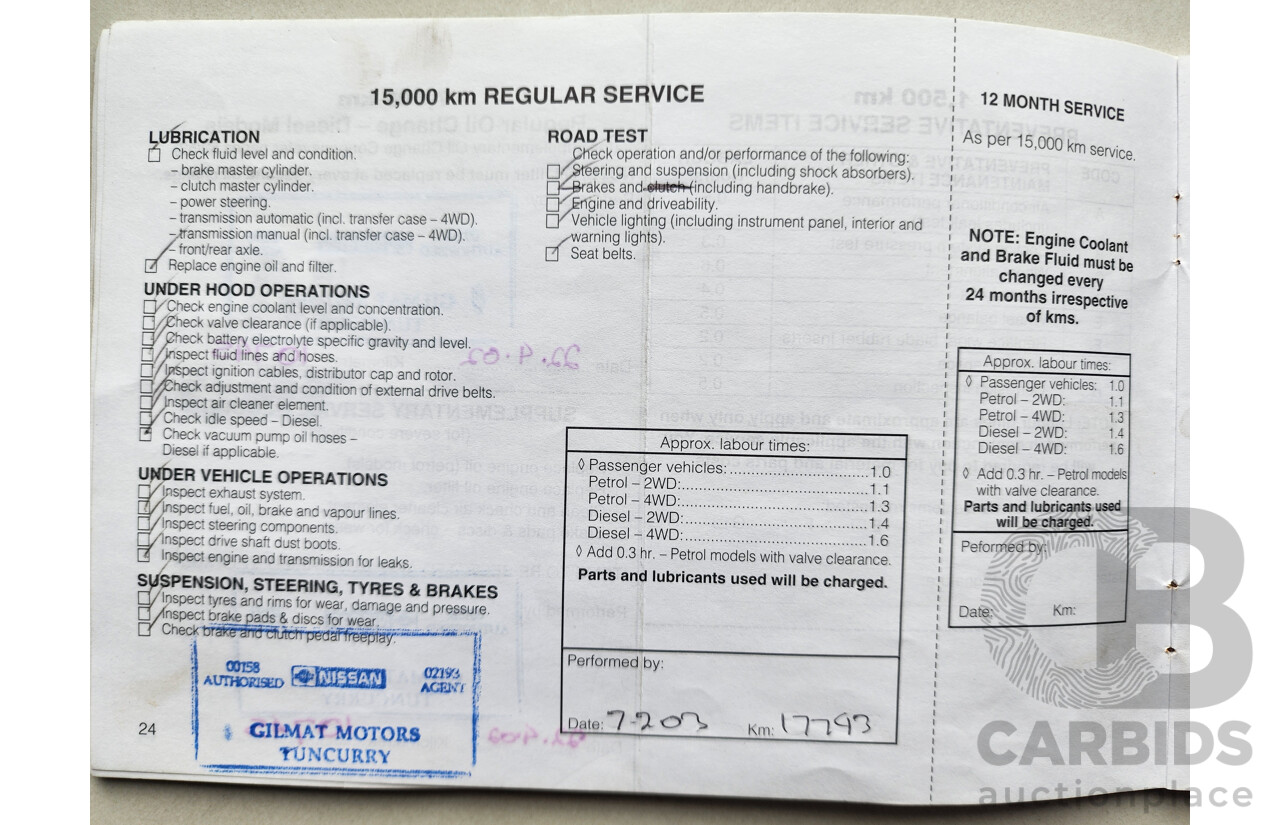 15,000 km REGULAR SERVICE
LUBRICATION
Check fluid level and condition.
– brake master cylinder.
– clutch master cylinder.
– power steering.
– transmission automatic (incl. transfer case – 4WD).
– transmission manual (incl. transfer case – 4WD).
– front/rear axle.
Replace engine oil and filter.
UNDER HOOD OPERATIONS
Check engine coolant level and concentration.
Check valve clearance (if applicable).
Check battery electrolyte specific gravity and level.
Inspect fluid lines and hoses.
Inspect ignition cables, distributor cap and rotor.
Check adjustment and condition of external drive belts.
Inspect air cleaner element.
Check idle speed – Diesel.
Check vacuum pump oil hoses –
Diesel if applicable.
UNDER VEHICLE OPERATIONS
Inspect exhaust system.
Inspect fuel, oil, brake and vapour lines.
Inspect steering components.
Inspect drive shaft dust boots.
Inspect engine and transmission for leaks.
SUSPENSION, STEERING, TYRES & BRAKES
Inspect tyres and rims for wear, damage and pressure.
Inspect brake pads & discs for wear.
Check brake and clutch pedal freeplay.
00158 NISSAN 02193
AUTHORISED AGENT
GILMAT MOTORS
TUNCURRY
24
ROAD TEST
Check operation and/or performance of the following:
Steering and suspension (including shock absorbers).
Brakes and clutch (including handbrake).
Engine and driveability.
Vehicle lighting (including instrument panel, interior and
warning lights).
Seat belts.
Approx. labour times:
◊ Passenger vehicles:..............................1.0
Petrol – 2WD:........................................1.1
Petrol – 4WD:........................................1.3
Diesel – 2WD:........................................1.4
Diesel – 4WD:........................................1.6
◊ Add 0.3 hr. – Petrol models with valve clearance.
Parts and lubricants used will be charged.
Performed by:
Date: 7-203 Km: 17793
12 MONTH SERVICE
As per 15,000 km service.
NOTE: Engine Coolant
and Brake Fluid must be
changed every
24 months irrespective
of kms.
Approx. labour times:
◊ Passenger vehicles: 1.0
Petrol – 2WD: 1.1
Petrol – 4WD: 1.3
Diesel – 2WD: 1.4
Diesel – 4WD: 1.6
◊ Add 0.3 hr. – Petrol models
with valve clearance.
Parts and lubricants used
will be charged.
Peformed by:
Date: Km:
CB
CARBIDS
auctionplace